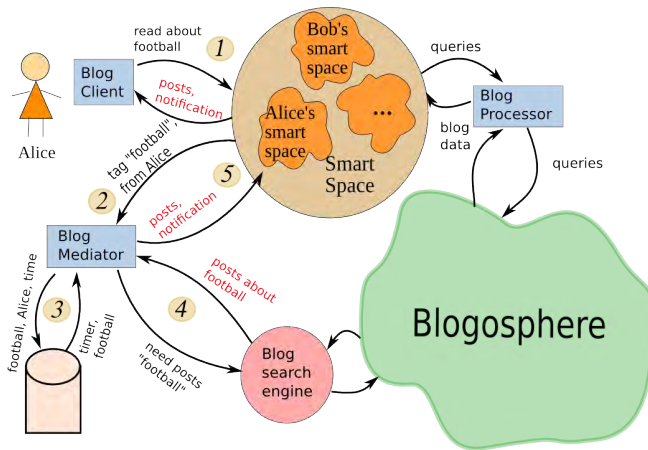 read about
football
1
Bob's
smart
space
queries
Blog
Client
posts,
notification
...
Blog
Processor
Alice
Alice's
smart
space
blog
data
tag "football" ,
from Alice
5
Smart
Space
queries
2
posts,
notification
Blog
Mediator
posts about
football
football, Alice, time
3
timer,
football
4
Blogosphere
need posts
"football"
Blog
search
engine